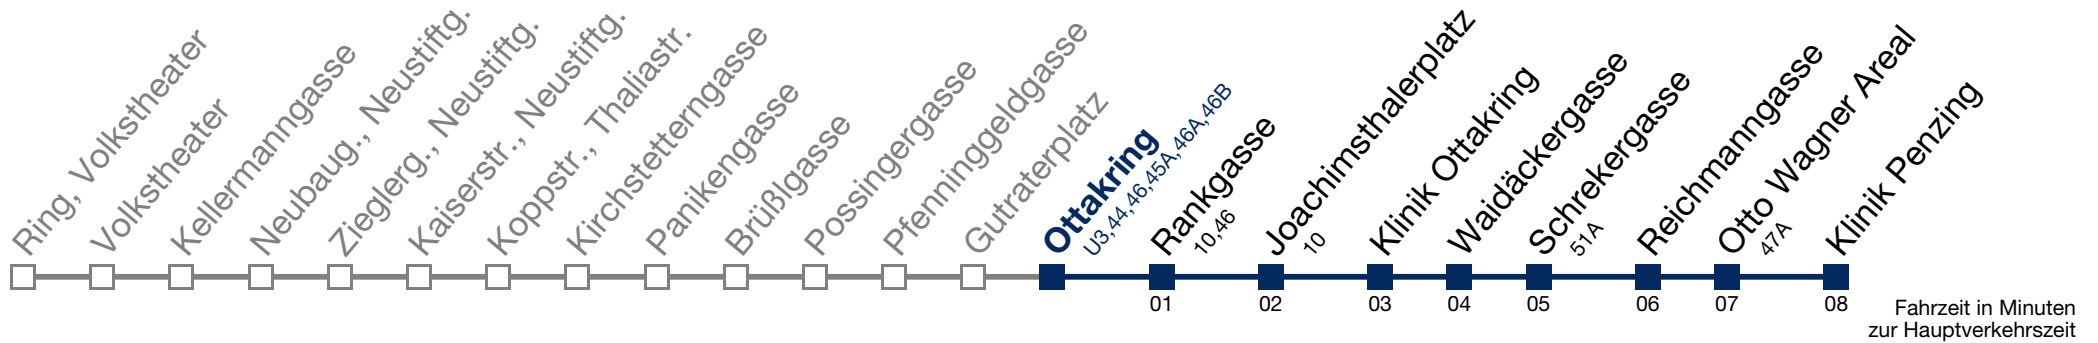 Ring, Volkstheater
Volkstheater
Kellermanngasse
Neubaug., Neustiftg.
Zieglerg., Neustiftg.
Kaiserstr., Neustiftg.
Koppstr., Thaliastr.
Kirchstetterngasse
Panikengasse
Brüßlgasse
Possingergasse
Pfenninggeldgasse
Gutraterplatz
Ottakring
U3,44,46,45A,46A,46B
Rankgasse
10,46
Joachimsthalerplatz
10
Klinik Ottakring
Waidäckergasse
Schrekergasse
51A
Reichmanngasse
Otto Wagner Areal
47A
Klinik Penzing
01 02 03 04 05 06 07 08
Fahrzeit in Minuten
zur Hauptverkehrszeit